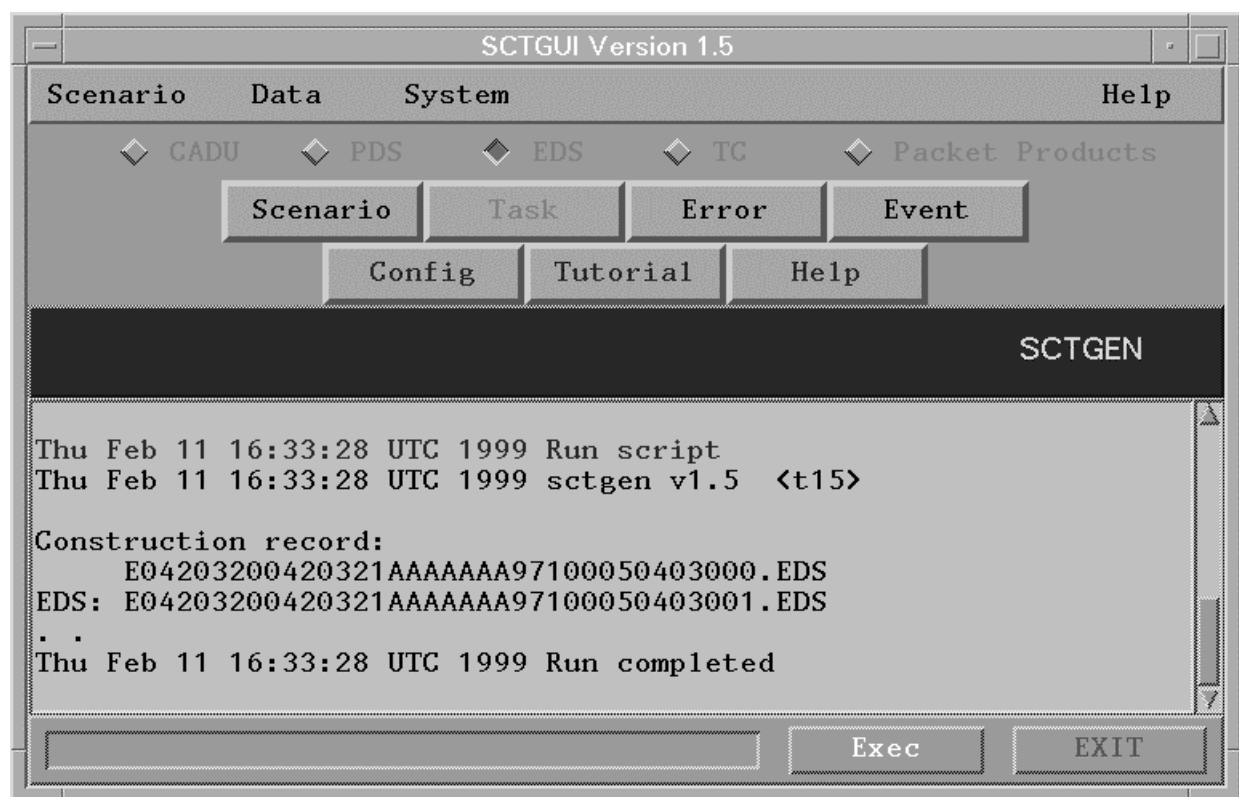 SCTGUI Version 1.5
Scenario Data System Help
CADU PDS EDS TC Packet Products
Scenario Task Error Event
Config Tutorial Help
SCTGEN
Thu Feb 11 16:33:28 UTC 1999 Run script
Thu Feb 11 16:33:28 UTC 1999 sctgen v1.5 <t15>
Construction record:
E04203200420321AAAAAAA97100050403000.EDS
EDS: E04203200420321AAAAAAA97100050403001.EDS
. .
Thu Feb 11 16:33:28 UTC 1999 Run completed
Exec EXIT